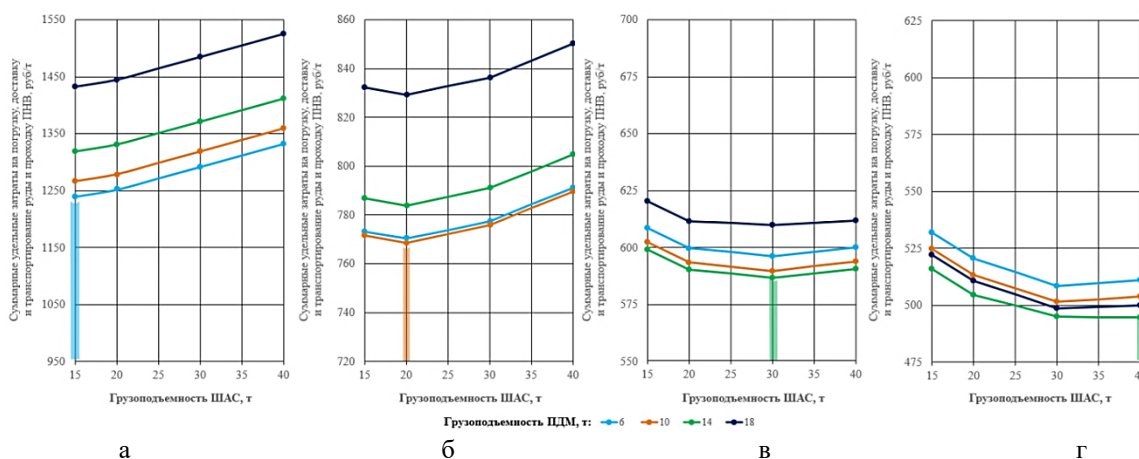 Суммарные удельные затраты на погрузку, доставку
и транспортирование руды и проходку ПНВ, руб/т
1550
1450
1350
1250
1150
1050
950
15 20 25 30 35 40
Грузоподъемность ШАС, т
Суммарные удельные затраты на погрузку, доставку
и транспортирование руды и проходку ПНВ, руб/т
860
840
820
800
780
760
740
720
15 20 25 30 35 40
Грузоподъемность ШАС, т
Суммарные удельные затраты на погрузку, доставку
и транспортирование руды и проходку ПНВ, руб/т
700
675
650
625
600
575
550
15 20 25 30 35 40
Грузоподъемность ШАС, т
Суммарные удельные затраты на погрузку, доставку
и транспортирование руды и проходку ПНВ, руб/т
625
600
575
550
525
500
475
15 20 25 30 35 40
Грузоподъемность ШАС, т
Грузоподъемность ПДМ, т: 6 10 14 18
а б в г